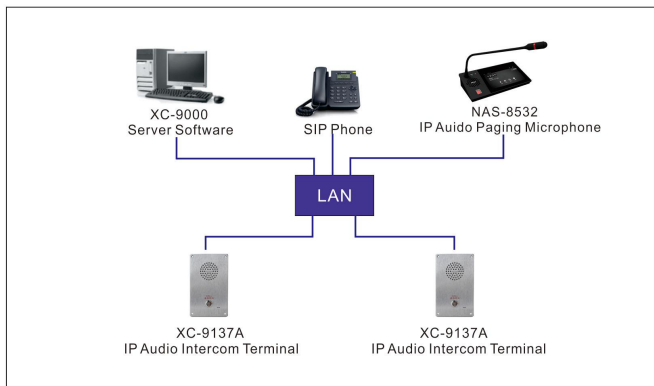 XC-9000
Server Software
SIP Phone
NAS-8532
IP Auido Paging Microphone
LAN
XC-9137A
IP Audio Intercom Terminal
XC-9137A
IP Audio Intercom Terminal